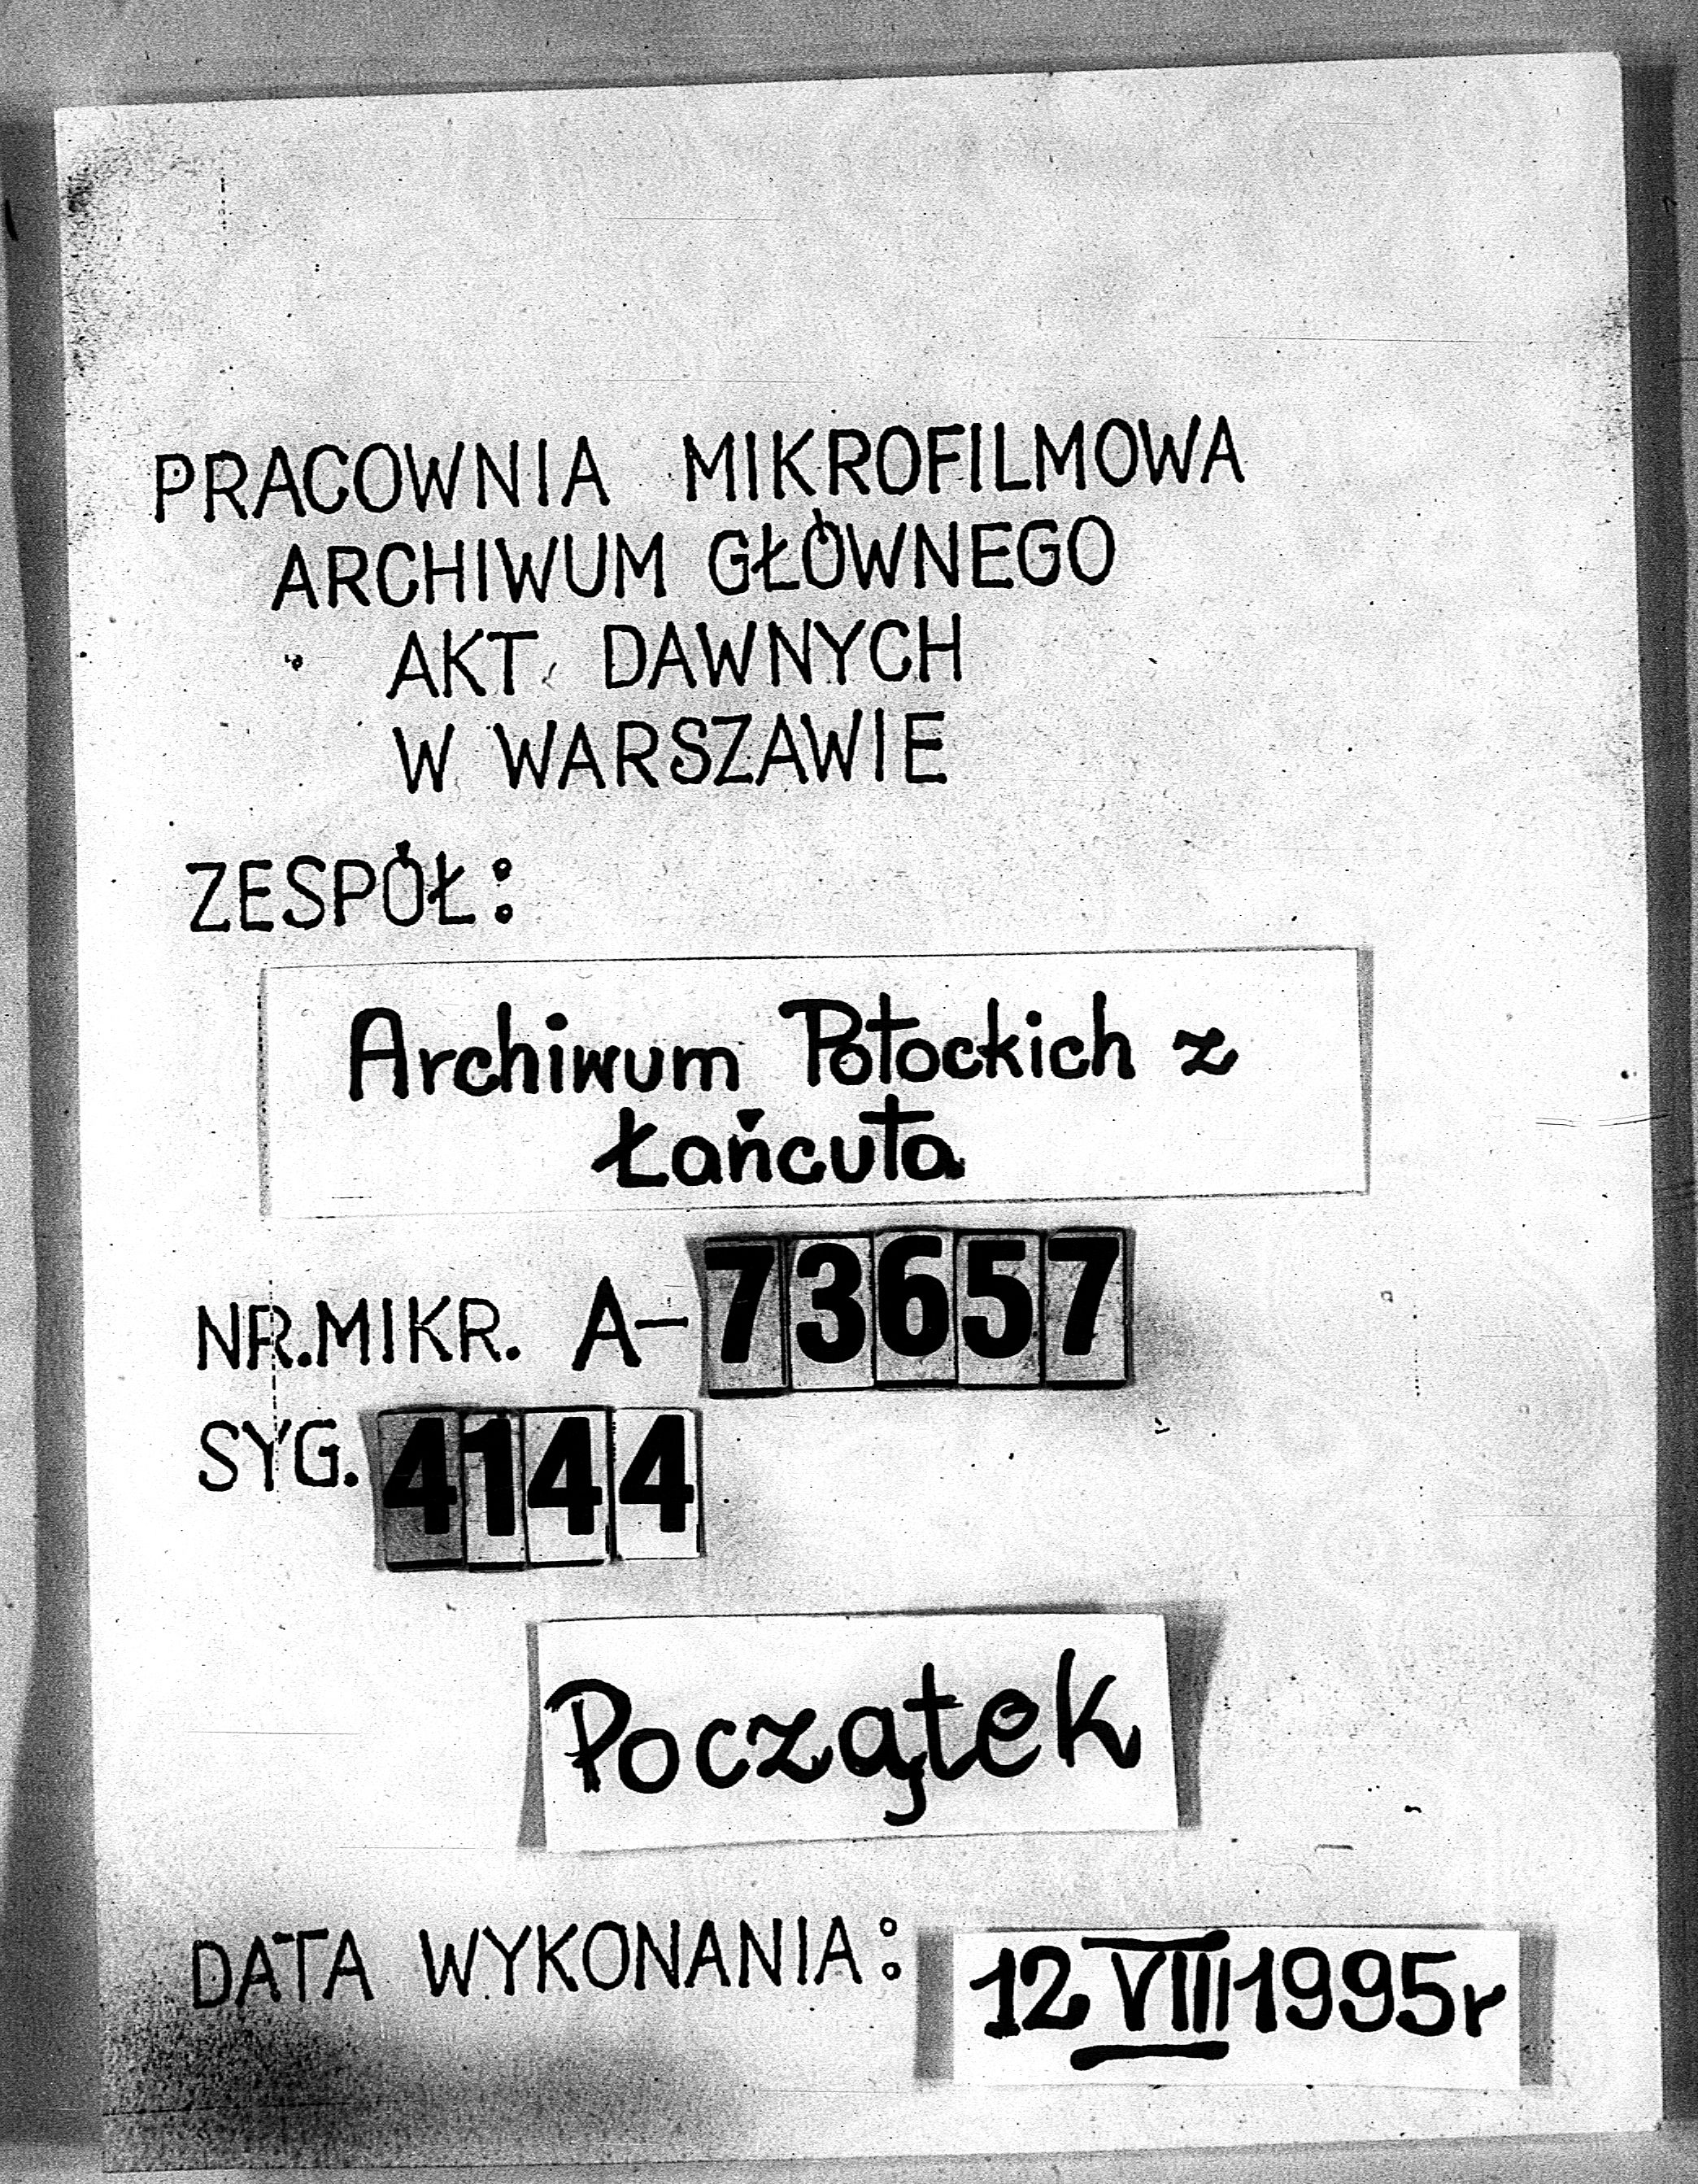 PRACOWNIA MIKROFILMOWA
ARCHIWUM GŁÓWNEGO
AKT DAWNYCH
W WARSZAWIE
ZESPÓŁ:
Archiwum Potockich z
Łańcuta
NR.MIKR. A-73657
SYG. 4144
Początek
DATA WYKONANIA: 12 VIII 1995r